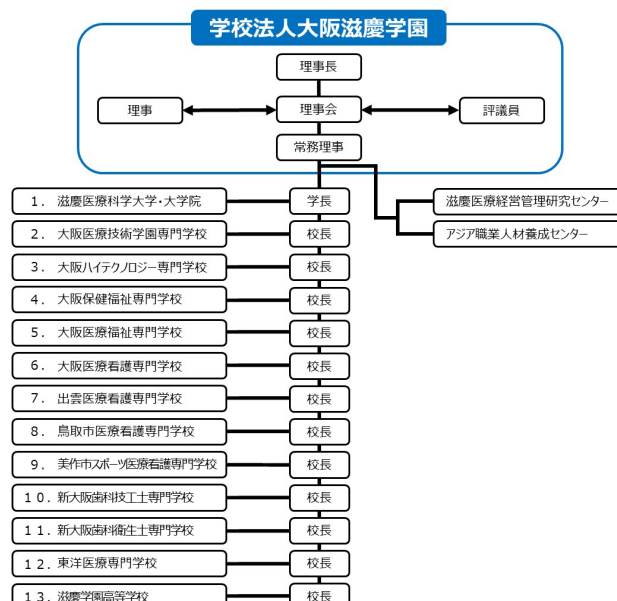 学校法人大阪滋慶学園
理事長
理事
理事会
評議員
常務理事
1. 滋慶医療科学大学・大学院
学長
滋慶医療経営管理研究センター
2. 大阪医療技術学園専門学校
校長
アジア職業人材養成センター
3. 大阪ハイテクノロジー専門学校
校長
4. 大阪保健福祉専門学校
校長
5. 大阪医療福祉専門学校
校長
6. 大阪医療看護専門学校
校長
7. 出雲医療看護専門学校
校長
8. 鳥取市医療看護専門学校
校長
9. 美作市スポーツ医療看護専門学校
校長
10. 新大阪歯科技工士専門学校
校長
11. 新大阪歯科衛生士専門学校
校長
12. 東洋医療専門学校
校長
13. 滋慶学園高等学校
校長